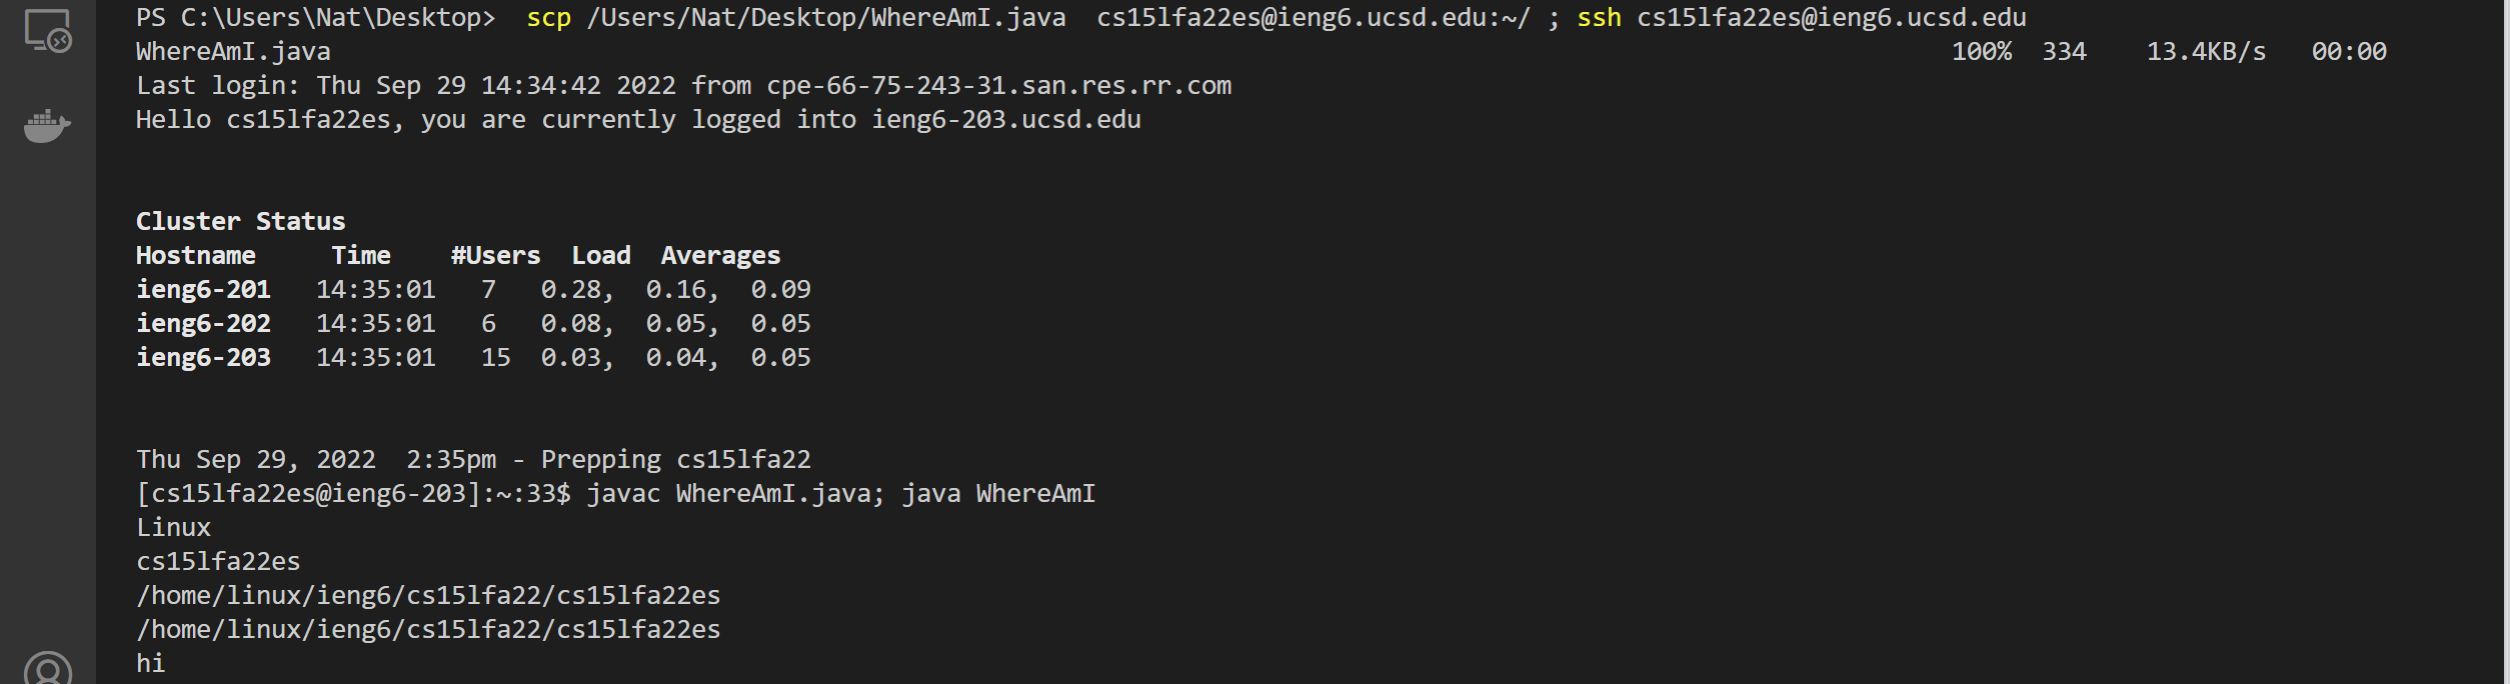 PS C:\Users\Nat\Desktop>  scp /Users/Nat/Desktop/WhereAmI.java  cs15lfa22es@ieng6.ucsd.edu:~/ ; ssh cs15lfa22es@ieng6.ucsd.edu
WhereAmI.java 100%  334    13.4KB/s   00:00
Last login: Thu Sep 29 14:34:42 2022 from cpe-66-75-243-31.san.res.rr.com
Hello cs15lfa22es, you are currently logged into ieng6-203.ucsd.edu
Cluster Status
Hostname     Time    #Users  Load  Averages
ieng6-201   14:35:01   7   0.28,  0.16,  0.09
ieng6-202   14:35:01   6   0.08,  0.05,  0.05
ieng6-203   14:35:01   15  0.03,  0.04,  0.05
Thu Sep 29, 2022  2:35pm - Prepping cs15lfa22
[cs15lfa22es@ieng6-203]:~:33$ javac WhereAmI.java; java WhereAmI
Linux
cs15lfa22es
/home/linux/ieng6/cs15lfa22/cs15lfa22es
/home/linux/ieng6/cs15lfa22/cs15lfa22es
hi